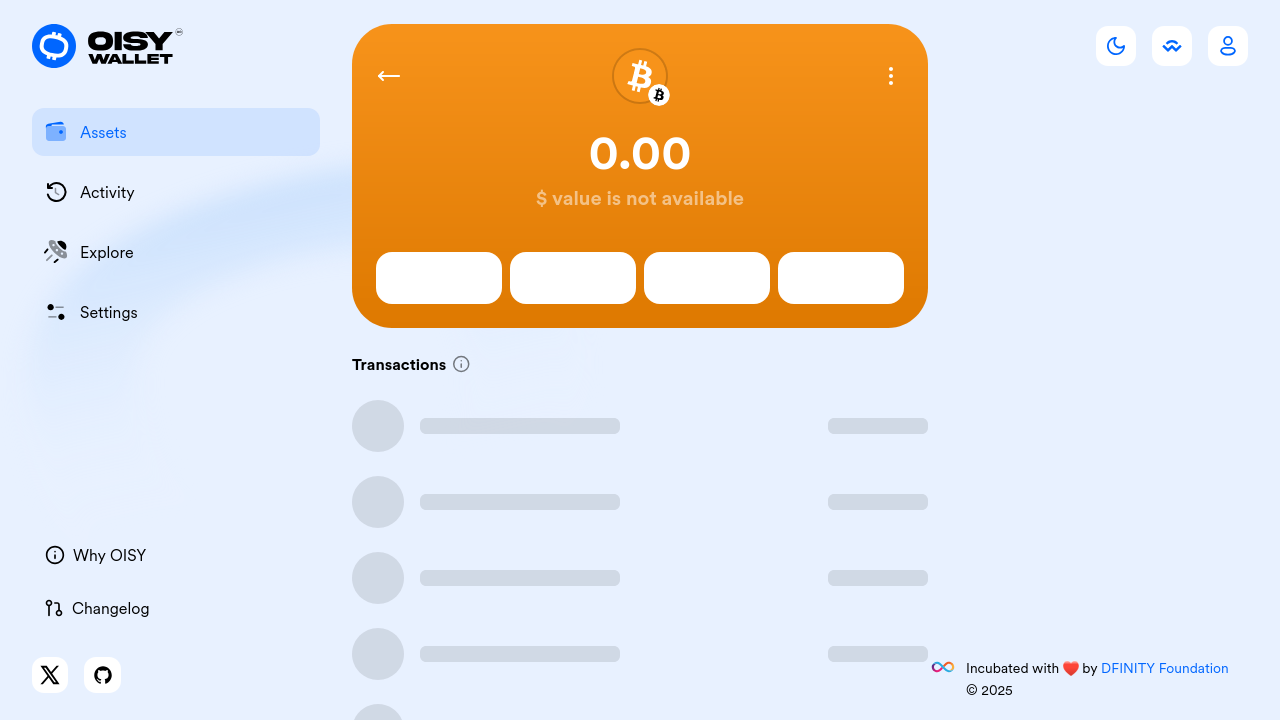 OISY
WALLET
Assets
Activity
Explore
Settings
Why OISY
Changelog
0.00
$ value is not available
Transactions
Incubated with ❤️ by DFINITY Foundation
© 2025